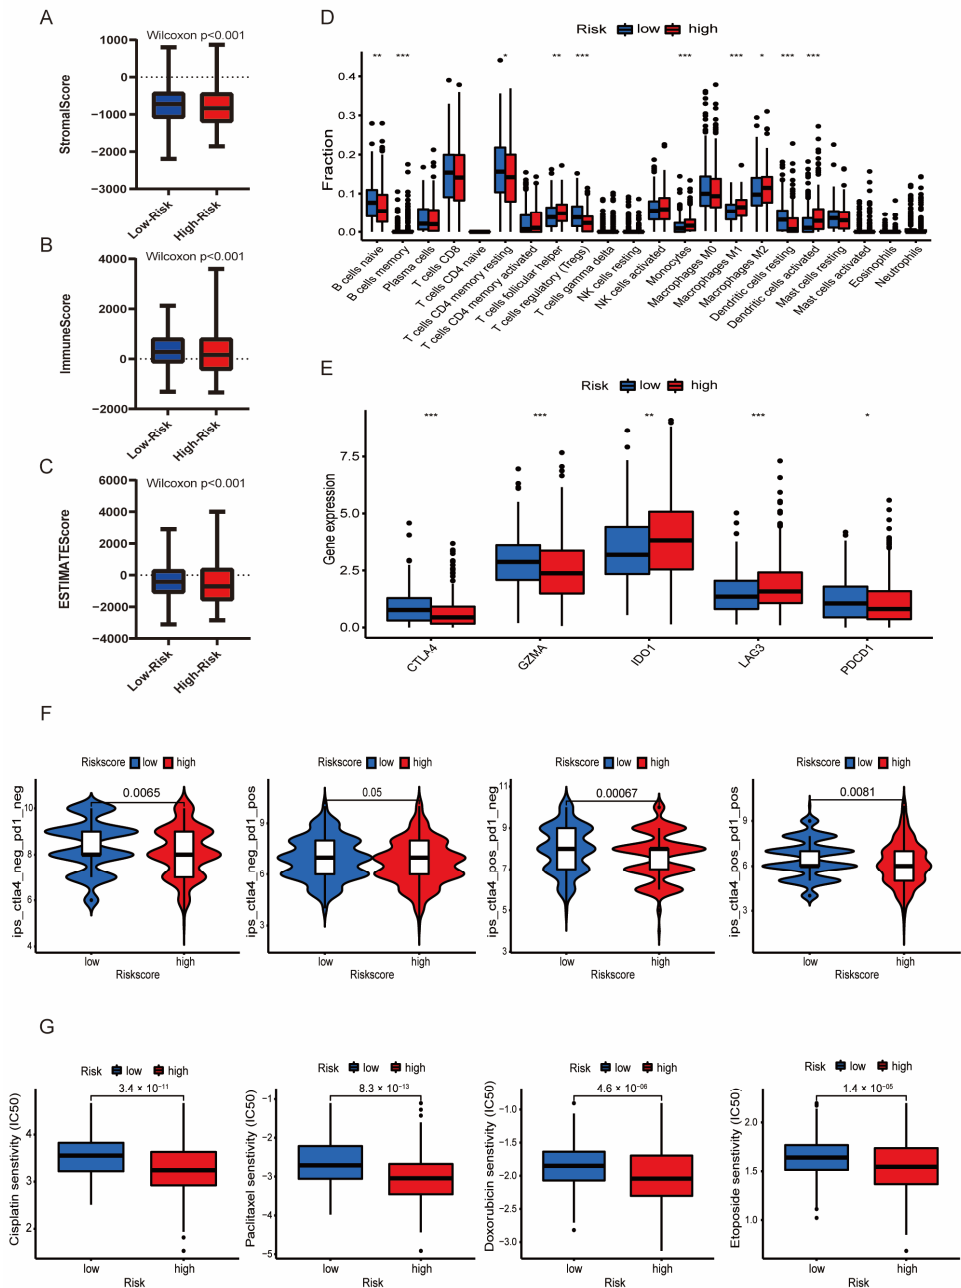 A
Wilcoxon p<0.001
StromalScore
1000
0
−1000
−2000
−3000
Low-Risk
High-Risk
B
Wilcoxon p<0.001
ImmuneScore
4000
2000
0
−2000
Low-Risk
High-Risk
C
Wilcoxon p<0.001
ESTIMATEScore
6000
4000
2000
0
−2000
−4000
Low-Risk
High-Risk
D
Risk low high
** *** * ** *** *** *** * *** ***
Fraction
0.4
0.3
0.2
0.1
0.0
B cells naive
B cells memory
Plasma cells
T cells CD8
T cells CD4 naive
T cells CD4 memory resting
T cells CD4 memory activated
T cells follicular helper
T cells regulatory (Tregs)
T cells gamma delta
NK cells resting
NK cells activated
Monocytes
Macrophages M0
Macrophages M1
Macrophages M2
Dendritic cells resting
Dendritic cells activated
Mast cells resting
Mast cells activated
Eosinophils
Neutrophils
E
Risk low high
*** *** ** *** *
Gene expression
7.5
5.0
2.5
0.0
CTLA4
GZMA
IDO1
LAG3
PDCD1
F
Riskscore low high
0.0065
ips_ctla4_neg_pd1_neg
10
8
6
4
low high
Riskscore
Riskscore low high
0.05
ips_ctla4_neg_pd1_pos
9
6
3
low high
Riskscore
Riskscore low high
0.00067
ips_ctla4_pos_pd1_neg
11
9
7
5
3
low high
Riskscore
Riskscore low high
0.0081
ips_ctla4_pos_pd1_pos
9
6
3
low high
Riskscore
G
Risk low high
3.4 × 10⁻¹¹
Cisplatin senstivity (IC50)
4
3
2
low high
Risk
Risk low high
8.3 × 10⁻¹³
Paclitaxel senstivity (IC50)
−1
−2
−3
−4
−5
low high
Risk
Risk low high
4.6 × 10⁻⁰⁶
Doxorubicin senstivity (IC50)
−1.0
−1.5
−2.0
−2.5
−3.0
low high
Risk
Risk low high
1.4 × 10⁻⁰⁵
Etoposide senstivity (IC50)
2.0
1.5
1.0
low high
Risk